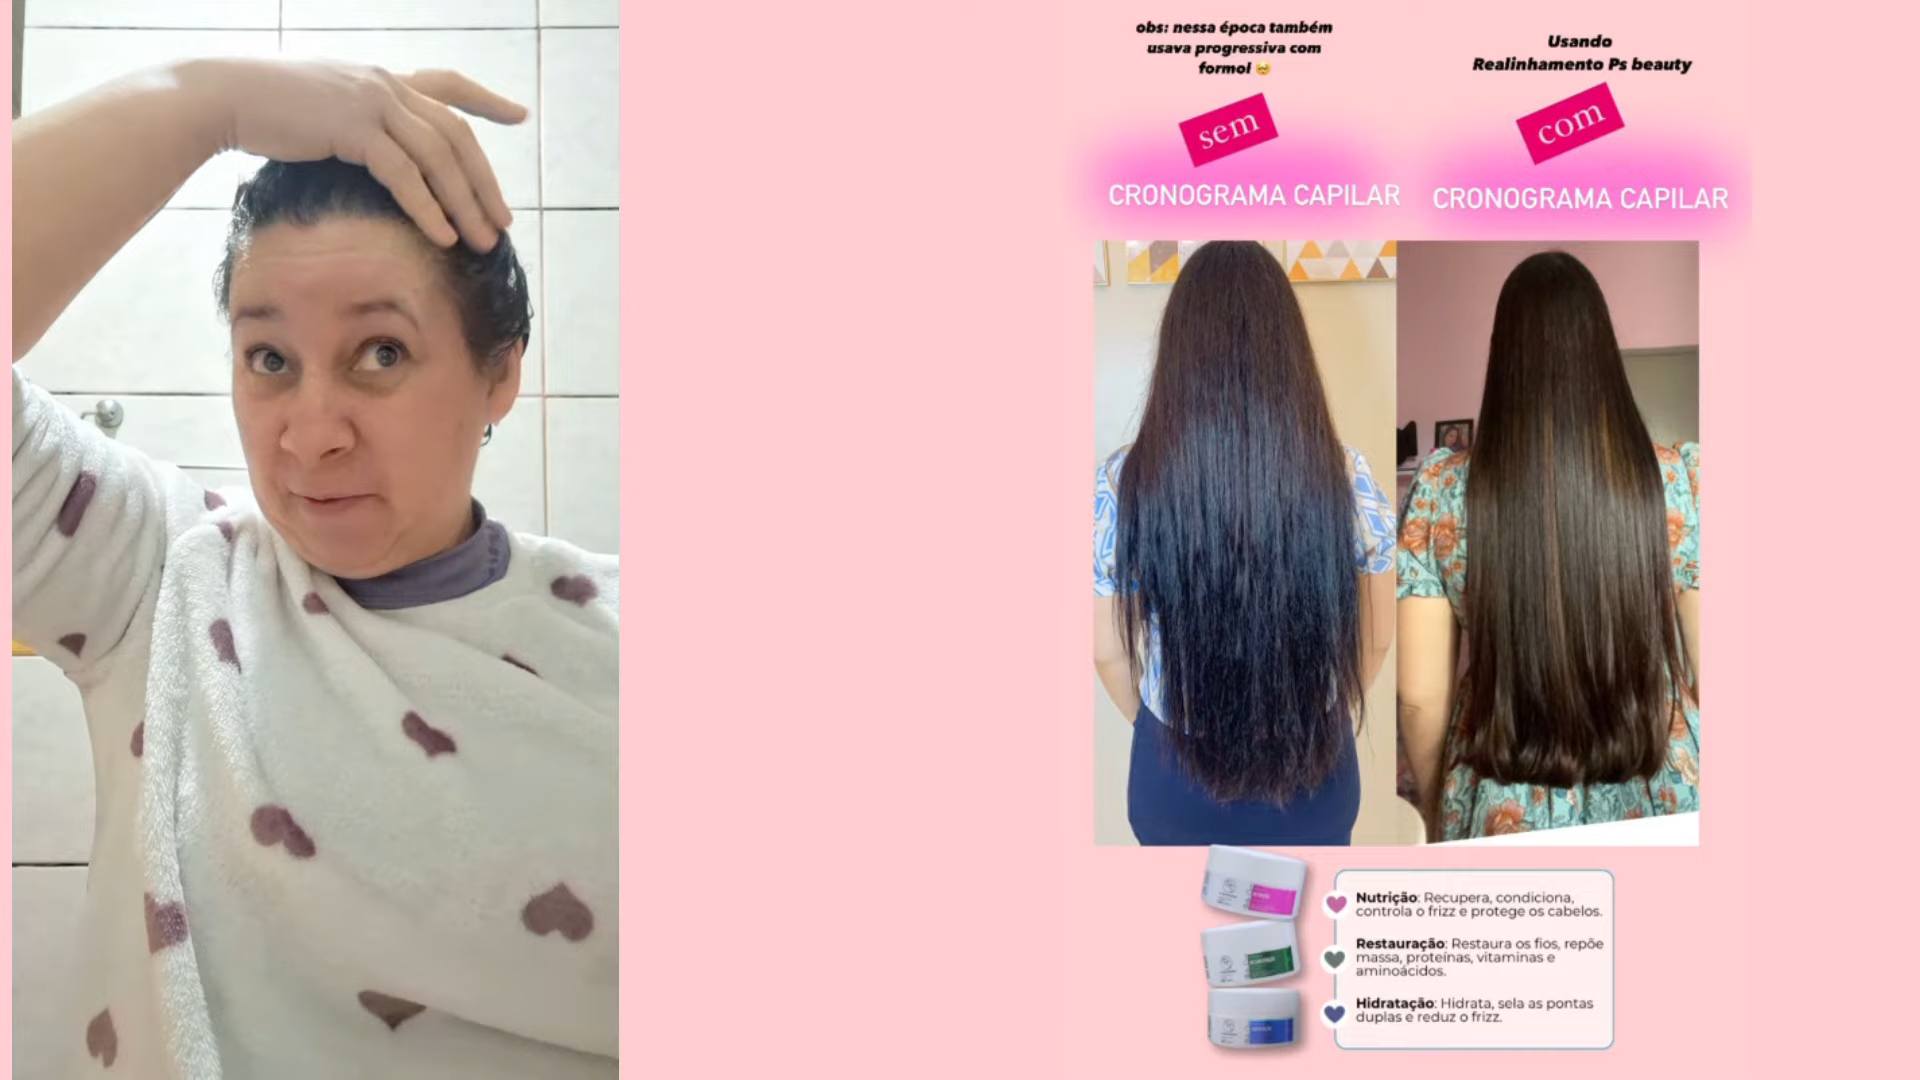 obs: nessa época também
usava progressiva com
formol 🥹
sem
CRONOGRAMA CAPILAR
Usando
Realinhamento Ps beauty
com
CRONOGRAMA CAPILAR
Nutrição: Recupera, condiciona,
controla o frizz e protege os cabelos.
Restauração: Restaura os fios, repõe
massa, proteínas, vitaminas e
aminoácidos.
Hidratação: Hidrata, sela as pontas
duplas e reduz o frizz.